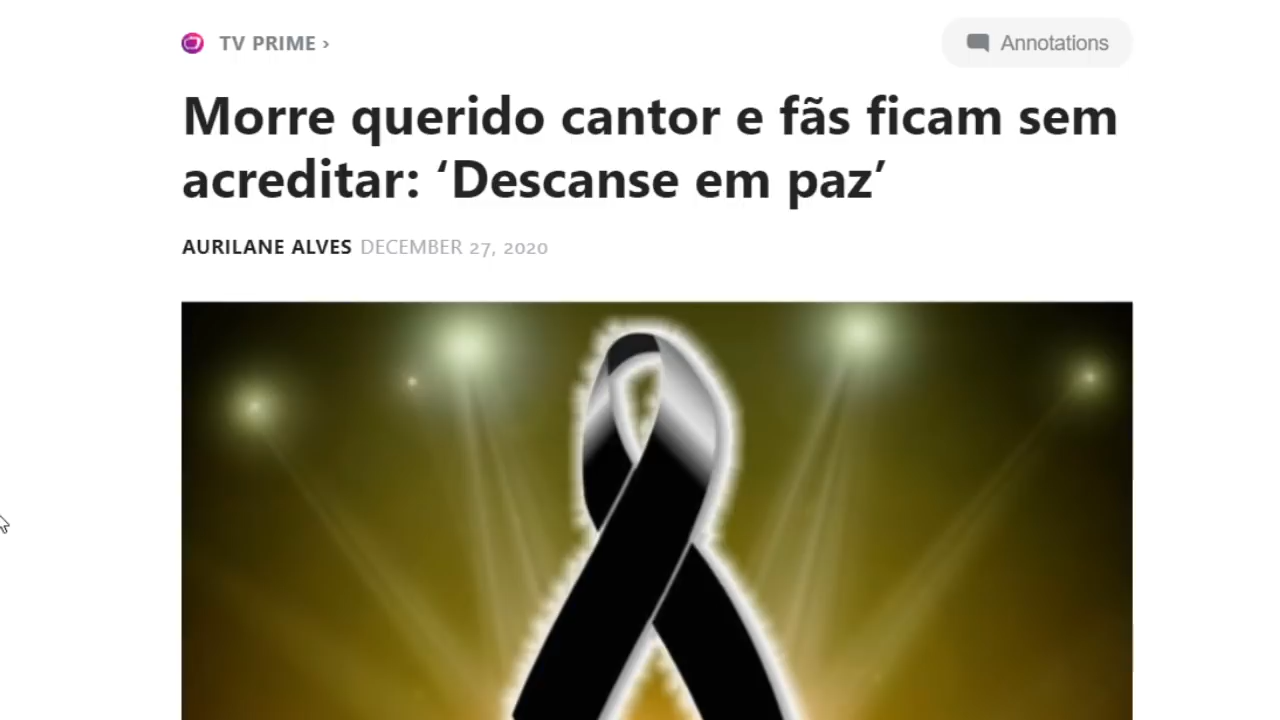 TV PRIME ›
Annotations
Morre querido cantor e fãs ficam sem
acreditar: ‘Descanse em paz’
AURILANE ALVES DECEMBER 27, 2020